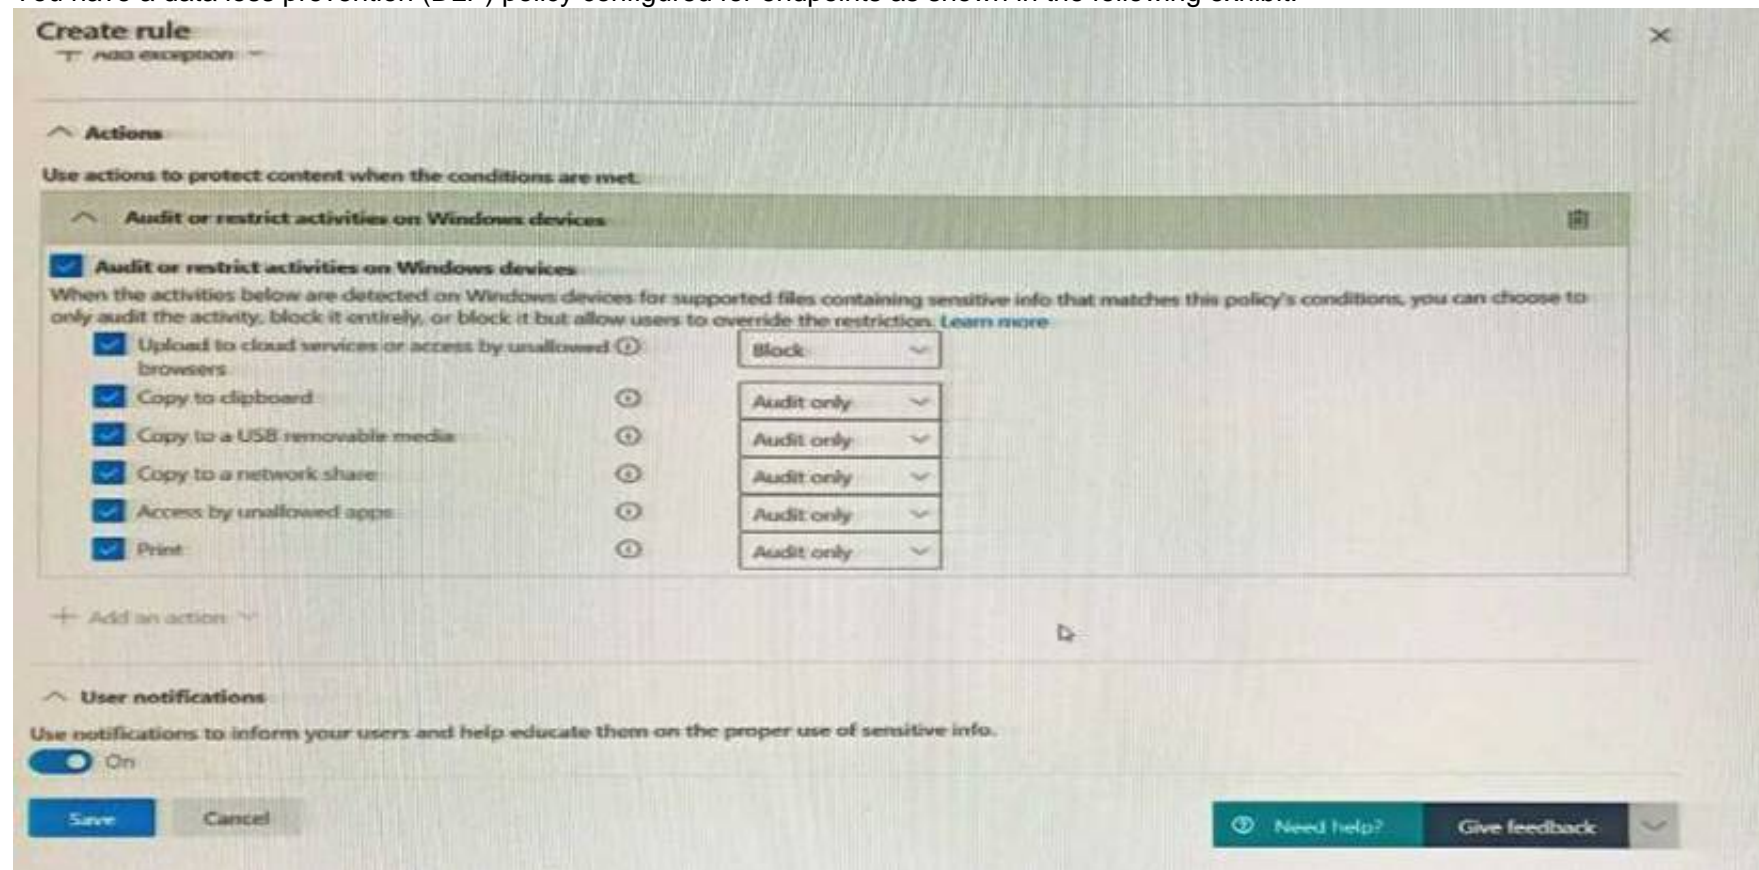 You have a data loss prevention (DLP) policy configured for endpoints as shown in the following exhibit.
Create rule
Add exception
Actions
Use actions to protect content when the conditions are met.
Audit or restrict activities on Windows devices
Audit or restrict activities on Windows devices
When the activities below are detected on Windows devices for supported files containing sensitive info that matches this policy's conditions, you can choose to
only audit the activity, block it entirely, or block it but allow users to override the restriction. Learn more
Upload to cloud services or access by unallowed Block
browsers
Copy to clipboard Audit only
Copy to a USB removable media Audit only
Copy to a network share Audit only
Access by unallowed apps Audit only
Print Audit only
+ Add an action
User notifications
Use notifications to inform your users and help educate them on the proper use of sensitive info.
On
Save Cancel Need help? Give feedback